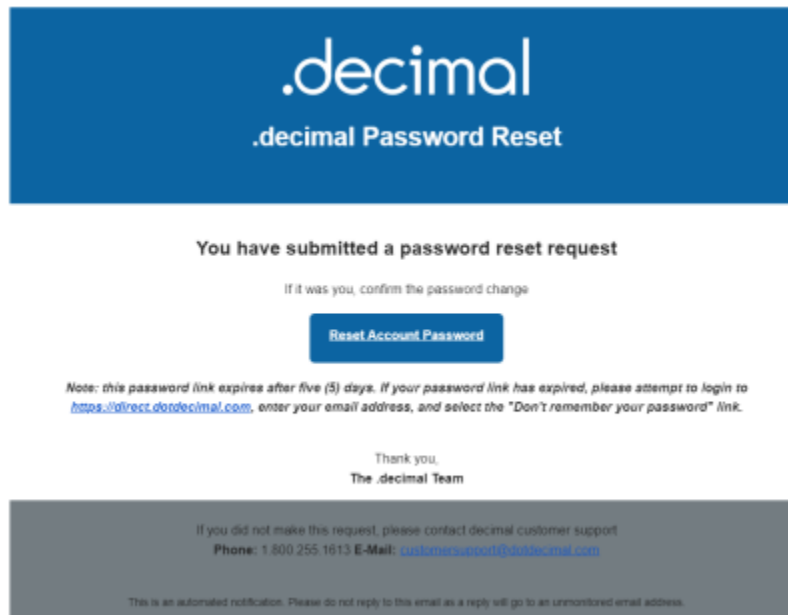 .decimal
.decimal Password Reset
You have submitted a password reset request
If it was you, confirm the password change
Reset Account Password
Note: this password link expires after five (5) days. If your password link has expired, please attempt to login to
https://direct.dotdecimal.com, enter your email address, and select the "Don't remember your password" link.
Thank you,
The .decimal Team
If you did not make this request, please contact decimal customer support
Phone: 1.800.255.1613 E-Mail: customersupport@dotdecimal.com
This is an automated notification. Please do not reply to this email as a reply will go to an unmonitored email address.